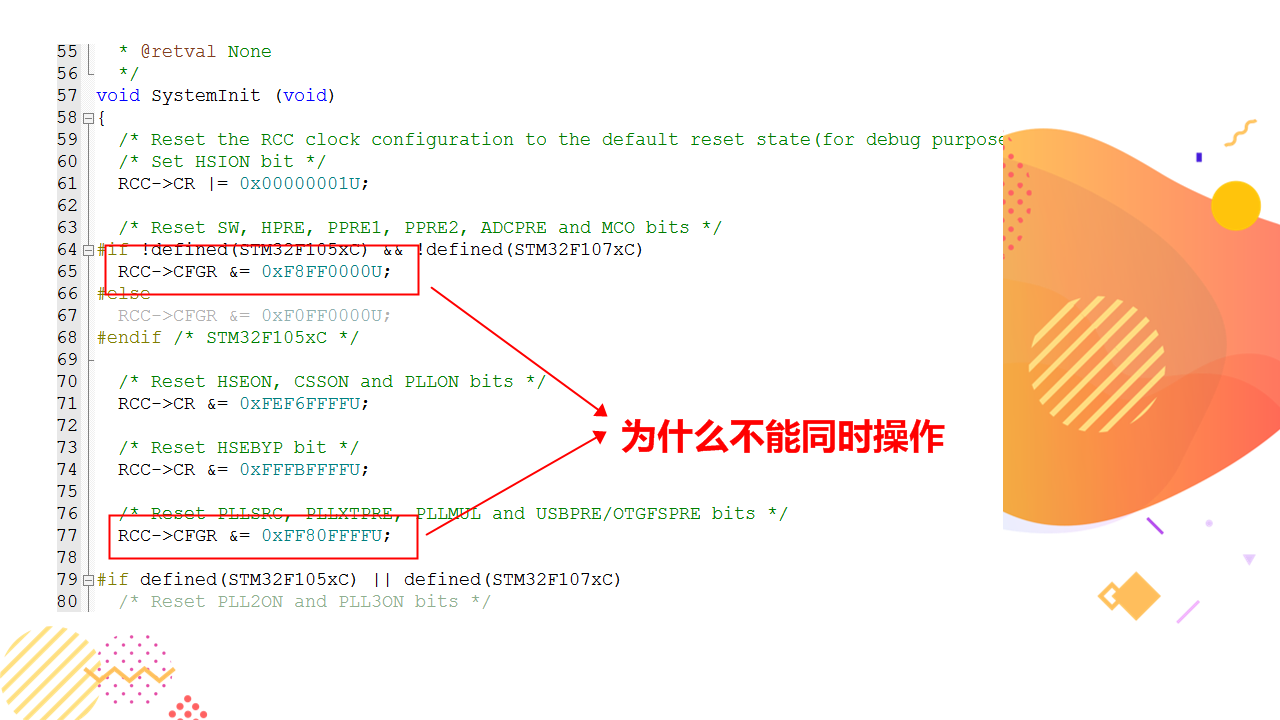 55   * @retval None
56   */
57 void SystemInit (void)
58 {
59   /* Reset the RCC clock configuration to the default reset state(for debug purpose
60   /* Set HSION bit */
61   RCC->CR |= 0x00000001U;
62
63   /* Reset SW, HPRE, PPRE1, PPRE2, ADCPRE and MCO bits */
64 #if !defined(STM32F105xC) && !defined(STM32F107xC)
65   RCC->CFGR &= 0xF8FF0000U;
66 #else
67   RCC->CFGR &= 0xF0FF0000U;
68 #endif /* STM32F105xC */
69
70   /* Reset HSEON, CSSON and PLLON bits */
71   RCC->CR &= 0xFEF6FFFFU;
72
73   /* Reset HSEBYP bit */
74   RCC->CR &= 0xFFFBFFFFU;
75
76   /* Reset PLLSRC, PLLXTPRE, PLLMUL and USBPRE/OTGFSPRE bits */
77   RCC->CFGR &= 0xFF80FFFFU;
78
79 #if defined(STM32F105xC) || defined(STM32F107xC)
80   /* Reset PLL2ON and PLL3ON bits */
为什么不能同时操作